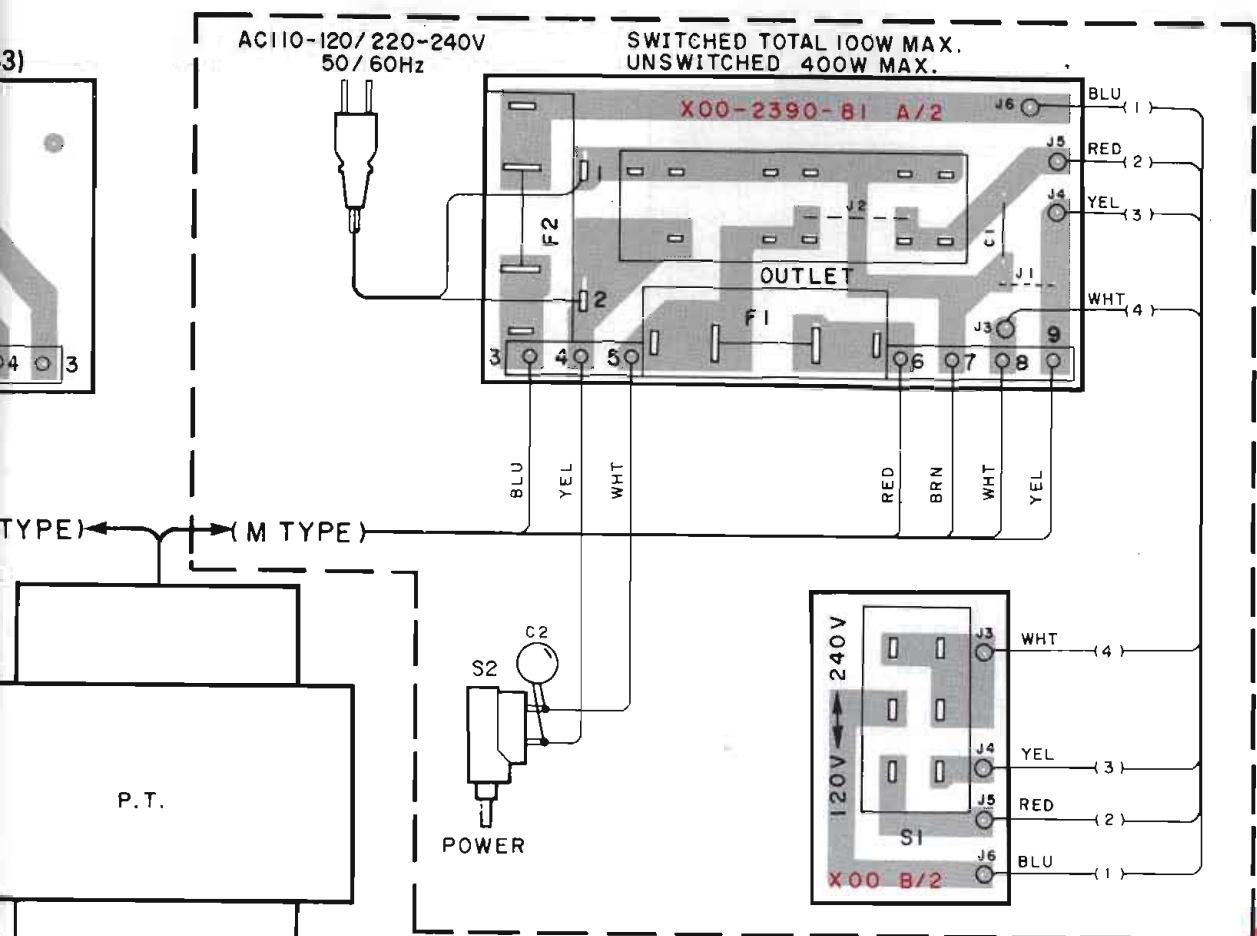 AC110-120/220-240V
50/60Hz
SWITCHED TOTAL 100W MAX.
UNSWITCHED 400W MAX.
3)
X00-2390-81 A/2
J6
BLU
(1)
J5
RED
(2)
J4
YEL
(3)
1
J2
F2
C1
OUTLET
J1
2
F1
WHT
(4)
J3
9
4
3
3
4
5
6
7
8
BLU
YEL
WHT
RED
BRN
WHT
YEL
TYPE)
(M TYPE)
C2
S2
POWER
P.T.
120V
240V
J3
WHT
(4)
J4
YEL
(3)
J5
RED
(2)
S1
J6
BLU
(1)
X00 B/2